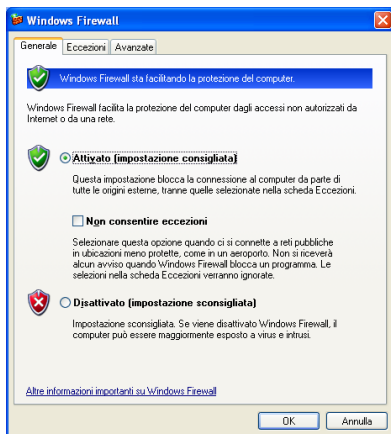 Windows Firewall
Generale Eccezioni Avanzate
Windows Firewall sta facilitando la protezione del computer.
Windows Firewall facilita la protezione del computer dagli accessi non autorizzati da
Internet o da una rete.
Attivato (impostazione consigliata)
Questa impostazione blocca la connessione al computer da parte di
tutte le origini esterne, tranne quelle selezionate nella scheda Eccezioni.
Non consentire eccezioni
Selezionare questa opzione quando ci si connette a reti pubbliche
in ubicazioni meno protette, come in un aeroporto. Non si riceverà
alcun avviso quando Windows Firewall blocca un programma. Le
selezioni nella scheda Eccezioni verranno ignorate.
Disattivato (impostazione sconsigliata)
Impostazione sconsigliata. Se viene disattivato Windows Firewall, il
computer può essere maggiormente esposto a virus e intrusi.
Altre informazioni importanti su Windows Firewall
OK Annulla